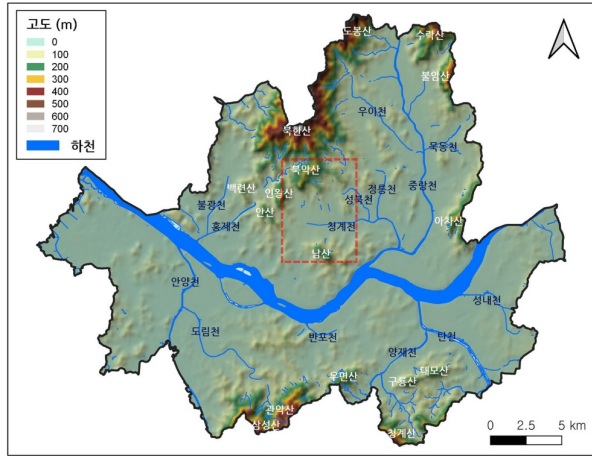 고도 (m)
0
100
200
300
400
500
600
700
하천
도봉산
수락산
불암산
우이천
북한산
묵동천
북악산
백련산
인왕산
정릉천
중랑천
불광천
성북천
안산
홍제천
청계천
아차산
남산
안양천
성내천
도림천
반포천
탄천
양재천
우면산
대모산
구룡산
관악산
삼성산
청계산
0 2.5 5 km